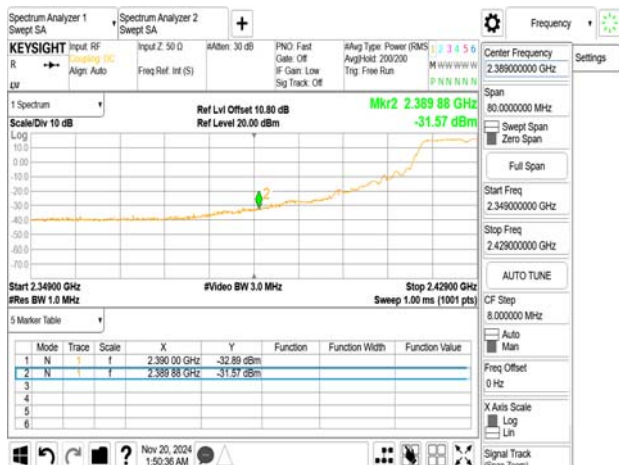 Spectrum Analyzer 1
Swept SA
Spectrum Analyzer 2
Swept SA
+
Frequency
KEYSIGHT
R
Input: RF
Coupling: DC
Align: Auto
Input Z: 50 Ω
Freq Ref: Int (S)
#Atten: 30 dB
PNO: Fast
Gate: Off
IF Gain: Low
Sig Track: Off
#Avg Type: Power (RMS
Avg|Hold: 200/200
Trig: Free Run
1 2 3 4 5 6
M W W W W W
P N N N N N
1 Spectrum
Scale/Div 10 dB
Ref Lvl Offset 10.80 dB
Ref Level 20.00 dBm
Mkr2 2.389 88 GHz
-31.57 dBm
Log
10.0
0.00
-10.0
-20.0
-30.0
-40.0
-50.0
-60.0
-70.0
2
Start 2.34900 GHz
#Res BW 1.0 MHz
#Video BW 3.0 MHz
Stop 2.42900 GHz
Sweep 1.00 ms (1001 pts)
5 Marker Table
Mode Trace Scale X Y Function Function Width Function Value
1 N 1 f 2.390 00 GHz -32.89 dBm
2 N 1 f 2.389 88 GHz -31.57 dBm
3
4
5
6
?
Nov 20, 2024
1:50:36 AM
Center Frequency
2.389000000 GHz
Settings
Span
80.0000000 MHz
Swept Span
Zero Span
Full Span
Start Freq
2.349000000 GHz
Stop Freq
2.429000000 GHz
AUTO TUNE
CF Step
8.000000 MHz
Auto
Man
Freq Offset
0 Hz
X Axis Scale
Log
Lin
Signal Track
(Span Zoom)